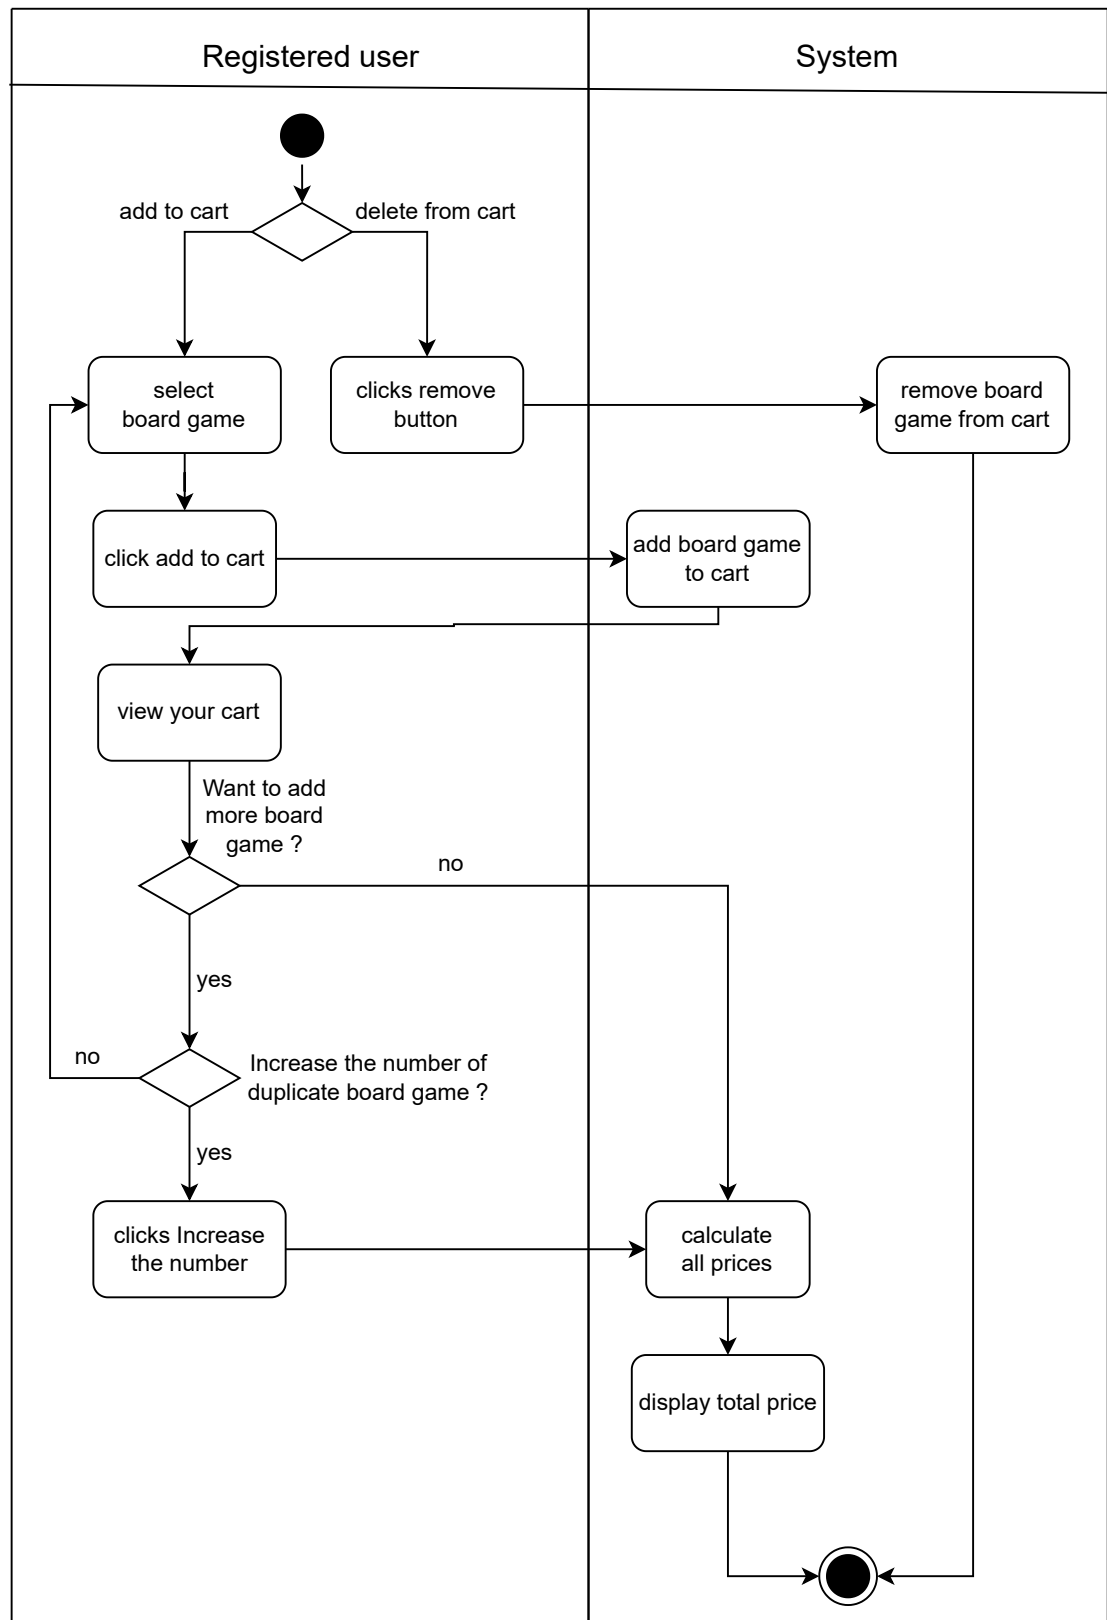 Registered user
System
add to cart
delete from cart
select
board game
clicks remove
button
remove board
game from cart
click add to cart
add board game
to cart
view your cart
Want to add
more board
game ?
no
yes
no
Increase the number of
duplicate board game ?
yes
clicks Increase
the number
calculate
all prices
display total price